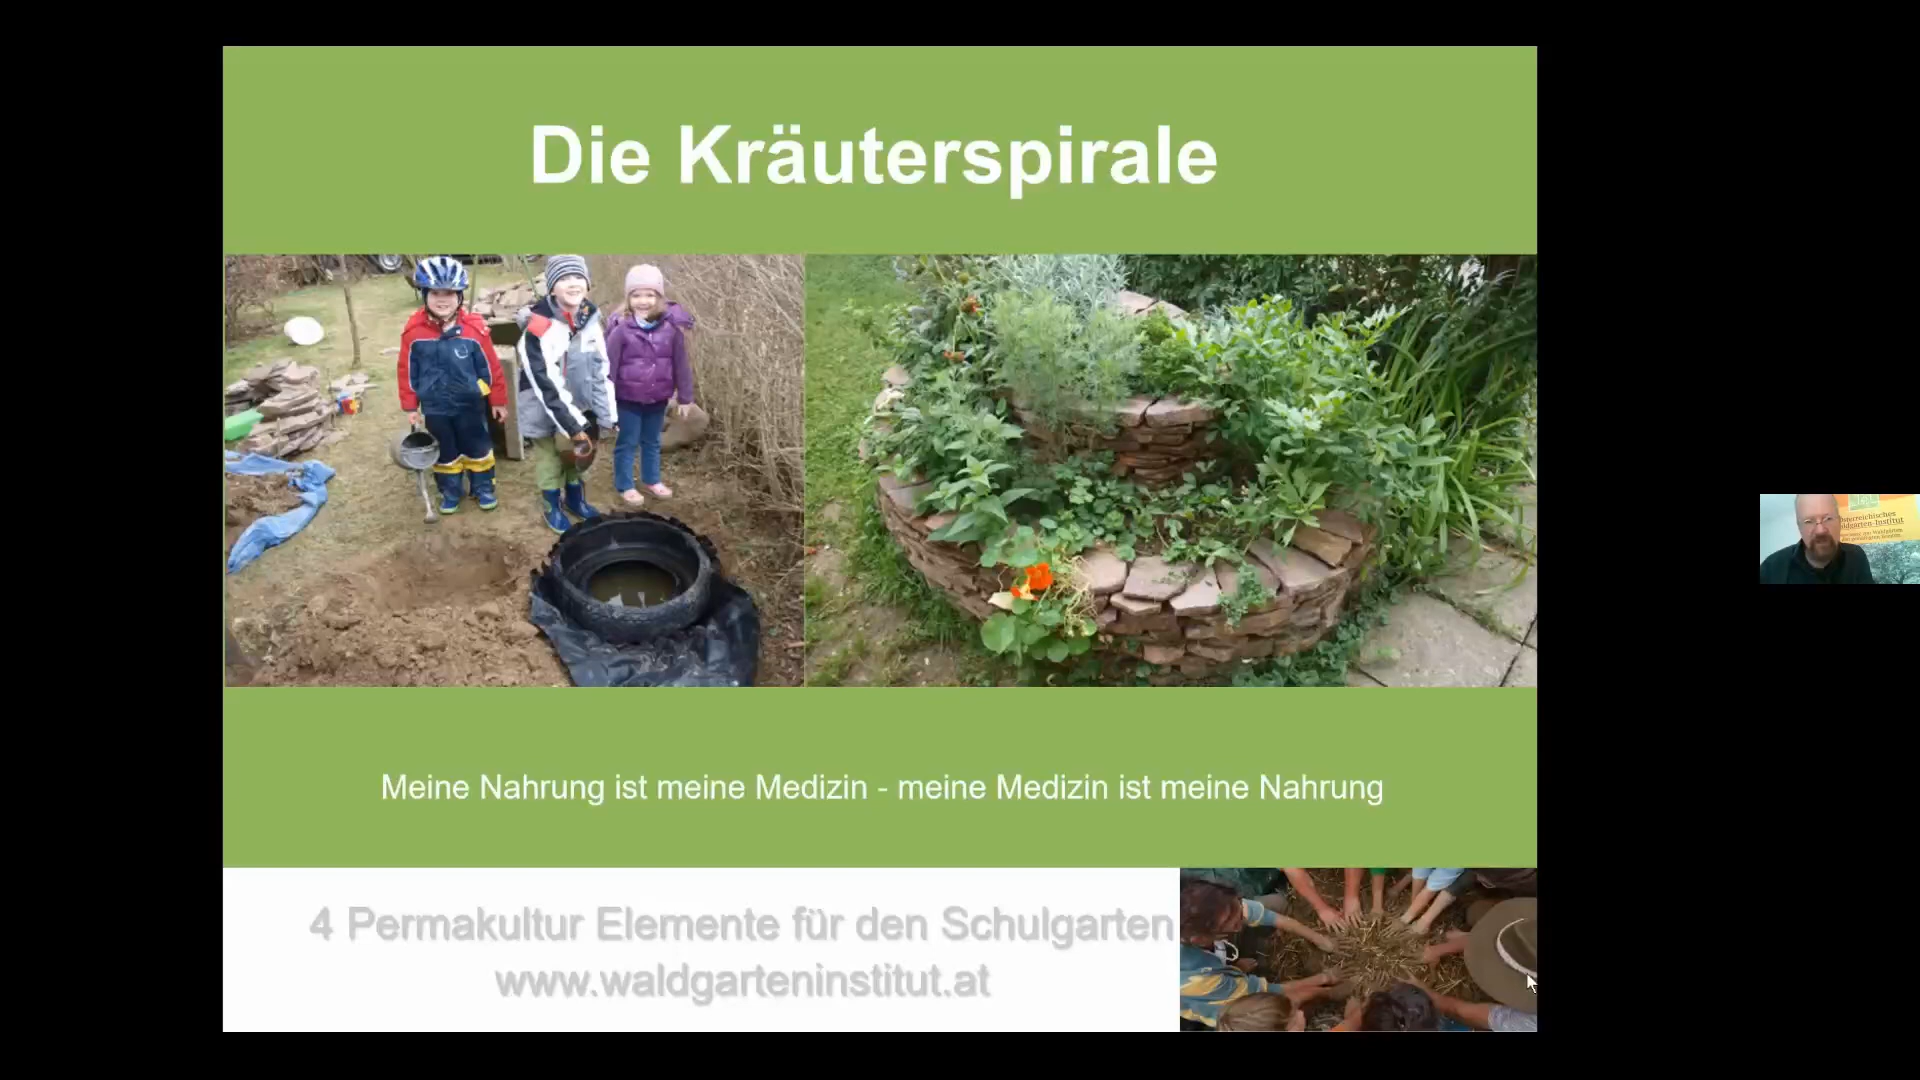 Die Kräuterspirale
Meine Nahrung ist meine Medizin - meine Medizin ist meine Nahrung
4 Permakultur Elemente für den Schulgarten
www.waldgarteninstitut.at